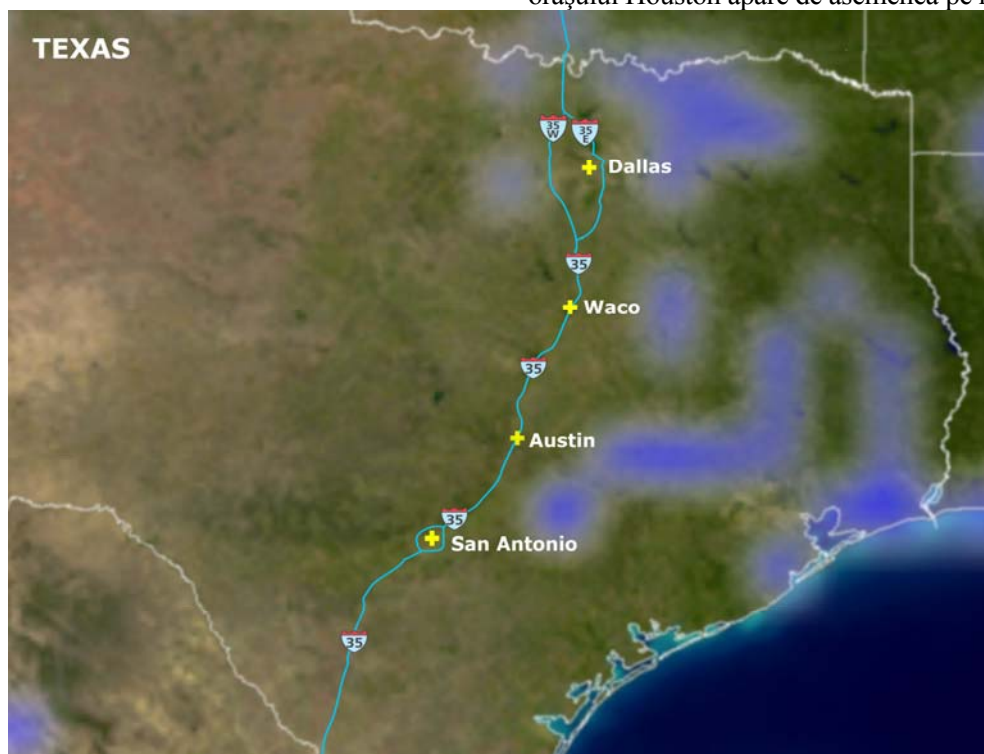 orașului Houston apare de asemenea pe
TEXAS
35 W
35 E
Dallas
35
Waco
35
Austin
35
San Antonio
35